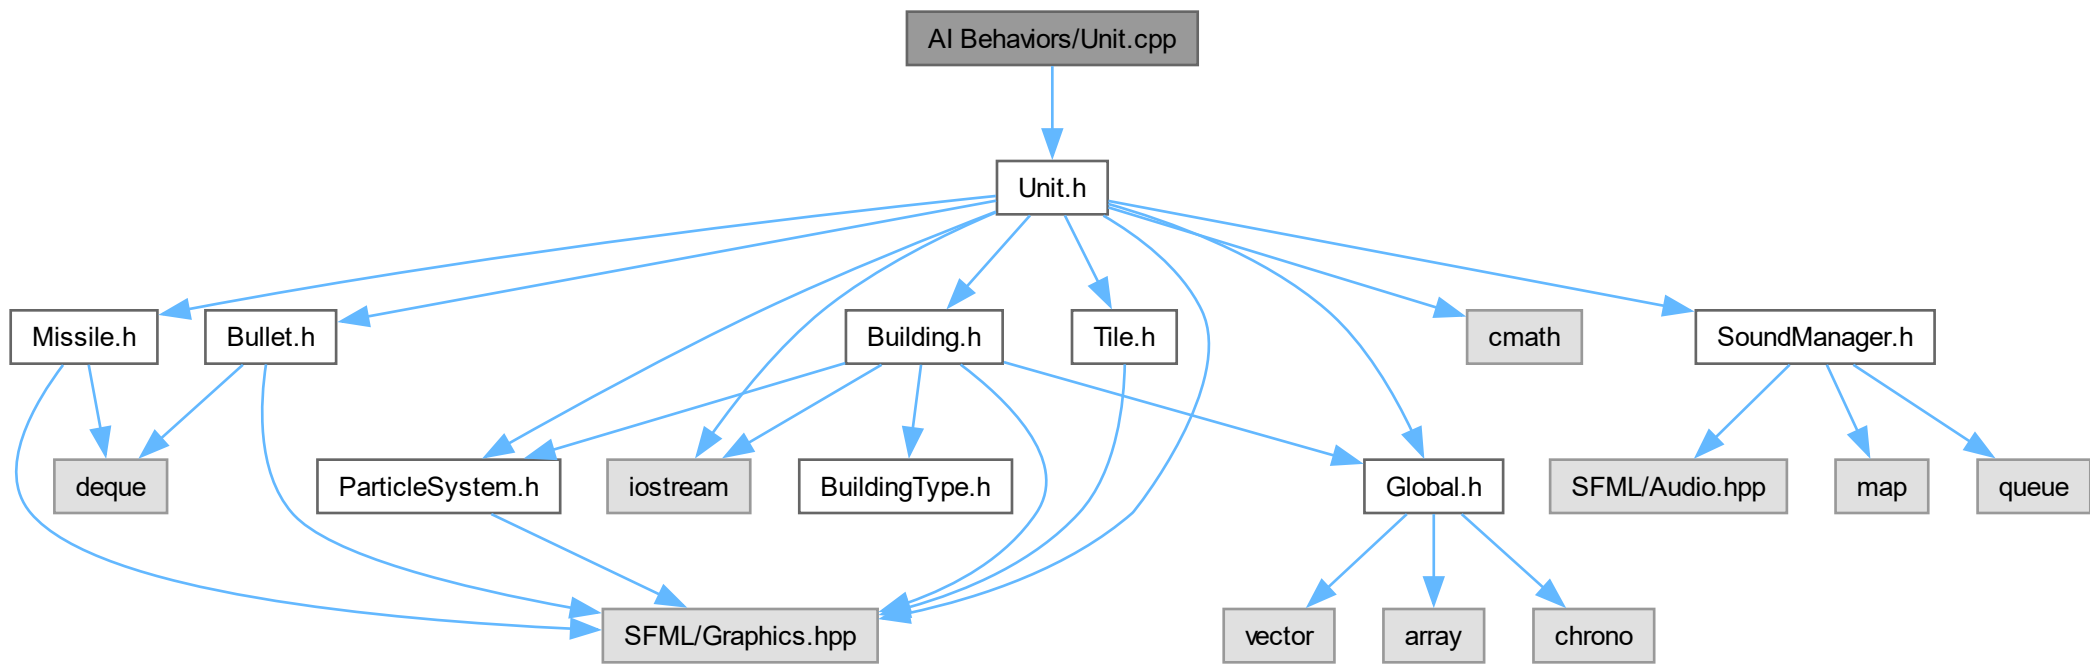 AI Behaviors/Unit.cpp
Unit.h
Missile.h
Bullet.h
Building.h
Tile.h
cmath
SoundManager.h
deque
ParticleSystem.h
iostream
BuildingType.h
Global.h
SFML/Audio.hpp
map
queue
SFML/Graphics.hpp
vector
array
chrono